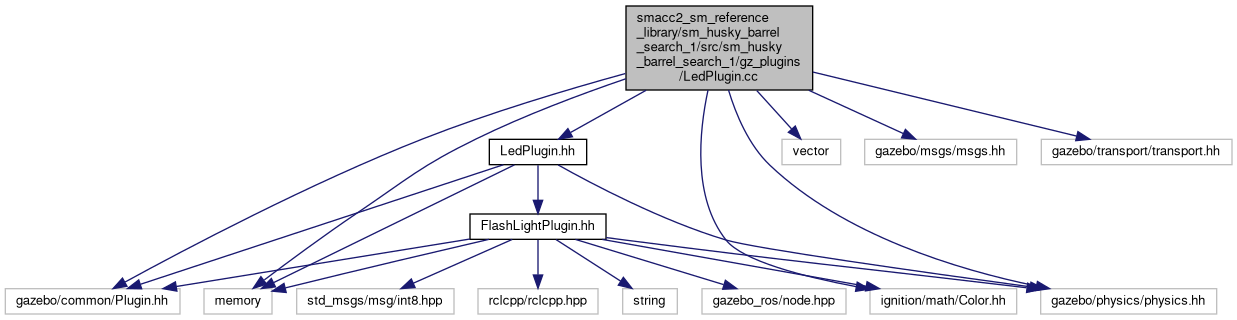 smacc2_sm_reference
_library/sm_husky_barrel
_search_1/src/sm_husky
_barrel_search_1/gz_plugins
/LedPlugin.cc
LedPlugin.hh
vector
gazebo/msgs/msgs.hh
gazebo/transport/transport.hh
FlashLightPlugin.hh
gazebo/common/Plugin.hh
memory
std_msgs/msg/int8.hpp
rclcpp/rclcpp.hpp
string
gazebo_ros/node.hpp
ignition/math/Color.hh
gazebo/physics/physics.hh